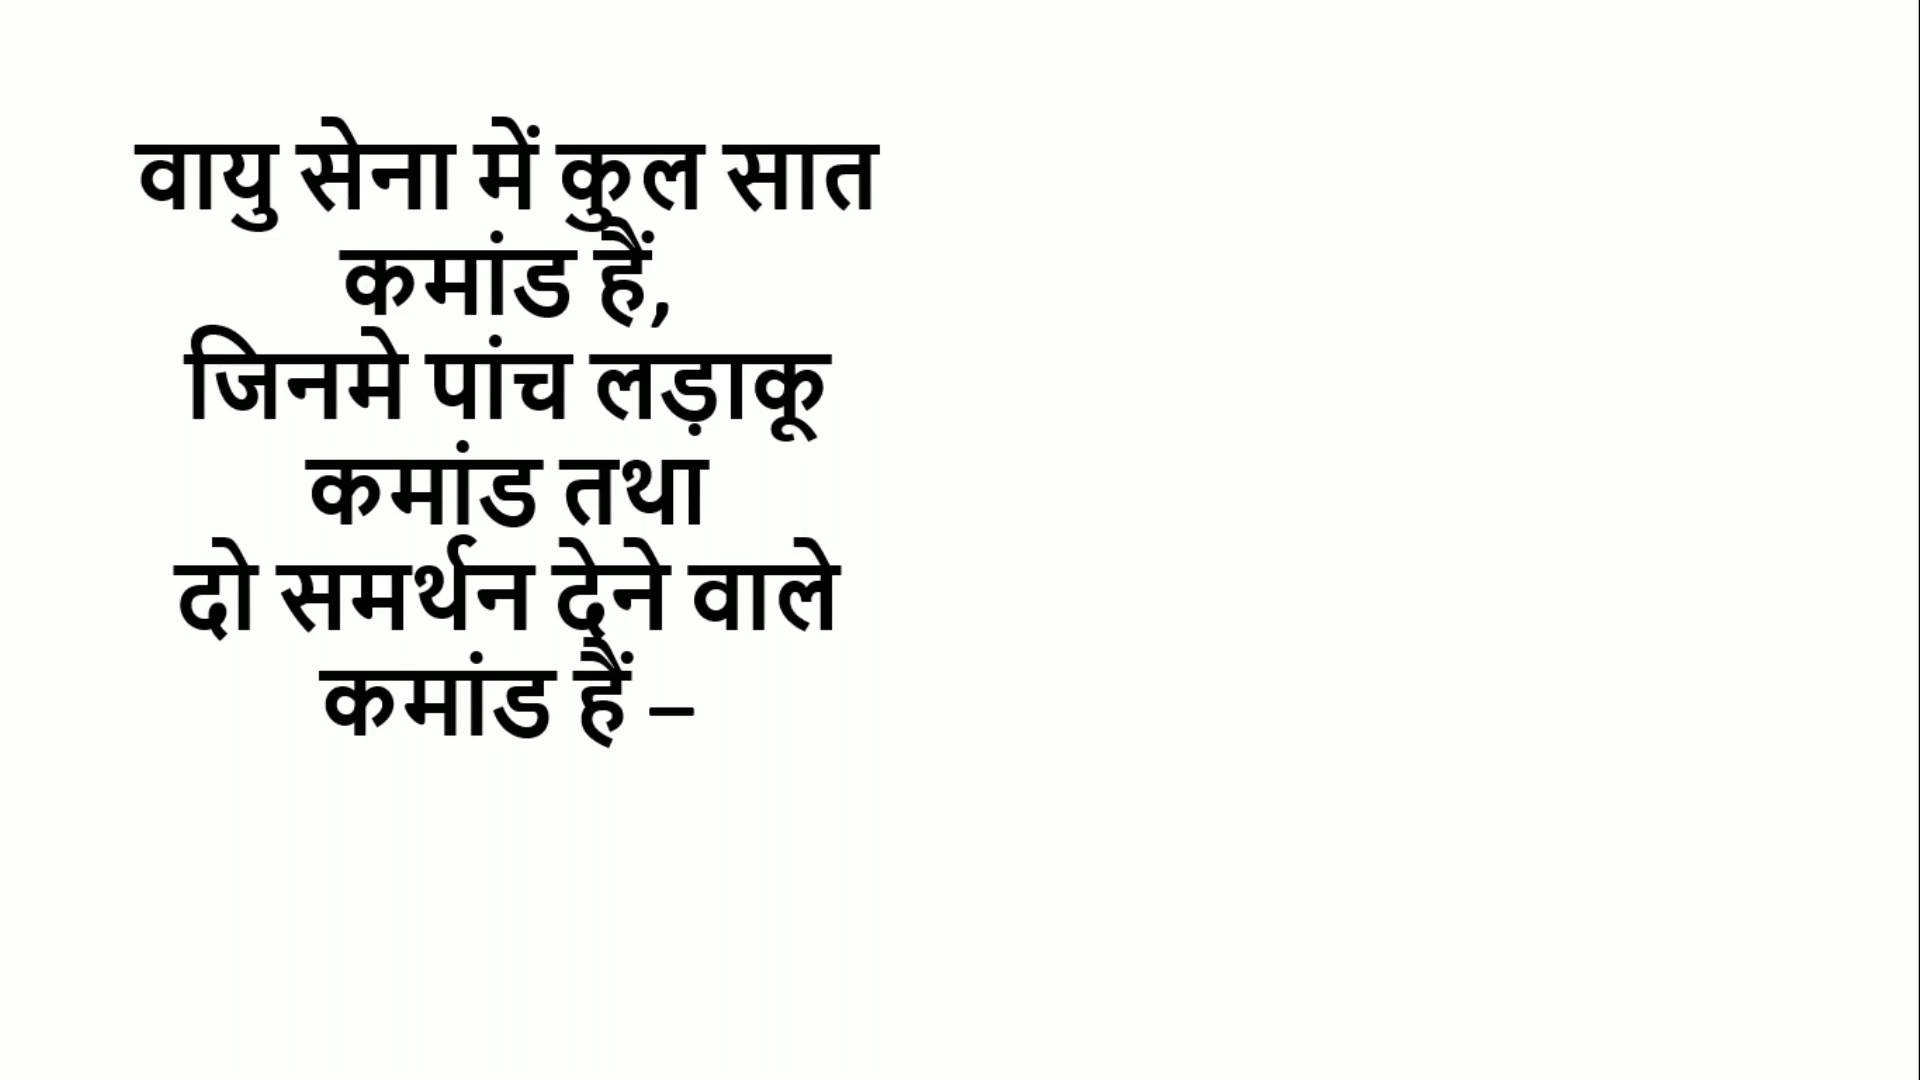 वायु सेना में कुल सात
कमांड हैं,
जिनमे पांच लड़ाकू
कमांड तथा
दो समर्थन देने वाले
कमांड हैं –